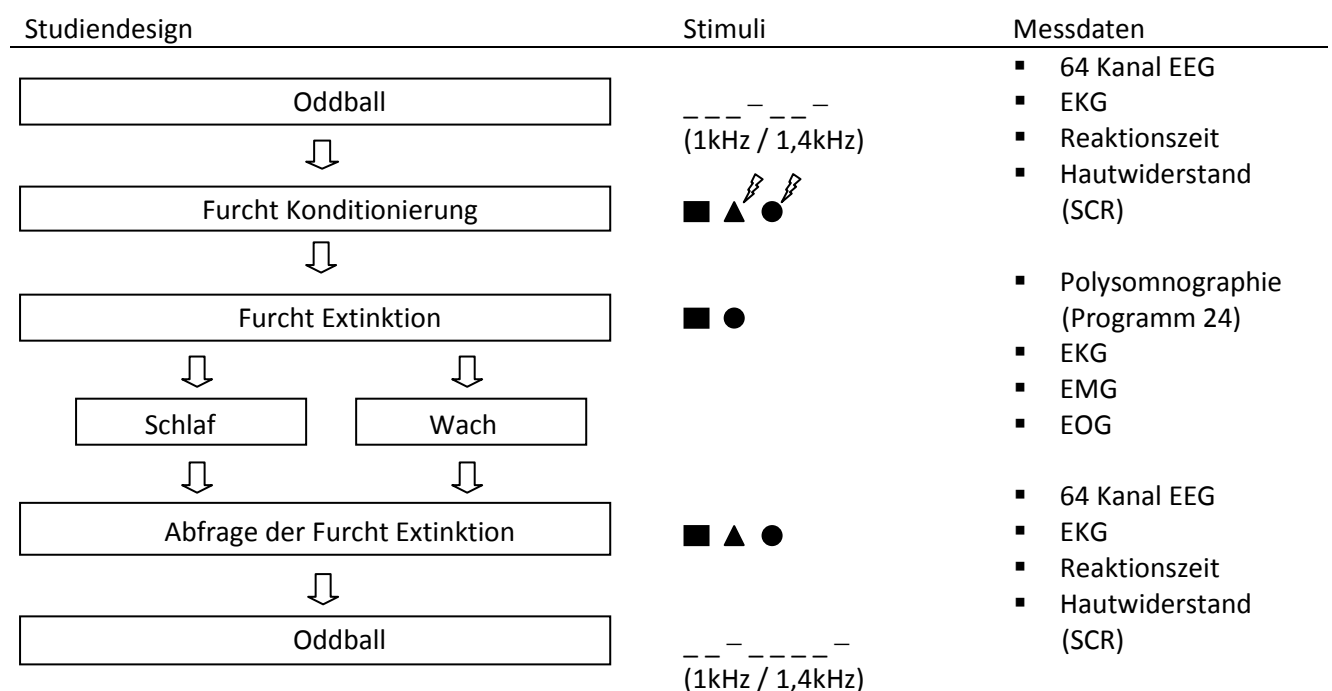 Studiendesign Stimuli Messdaten
Oddball
_ _ _ – _ _ –
(1kHz / 1,4kHz)
Furcht Konditionierung
Furcht Extinktion
Schlaf Wach
Abfrage der Furcht Extinktion
Oddball
_ _ – _ _ _ _ –
(1kHz / 1,4kHz)
▪ 64 Kanal EEG
▪ EKG
▪ Reaktionszeit
▪ Hautwiderstand
(SCR)
▪ Polysomnographie
(Programm 24)
▪ EKG
▪ EMG
▪ EOG
▪ 64 Kanal EEG
▪ EKG
▪ Reaktionszeit
▪ Hautwiderstand
(SCR)